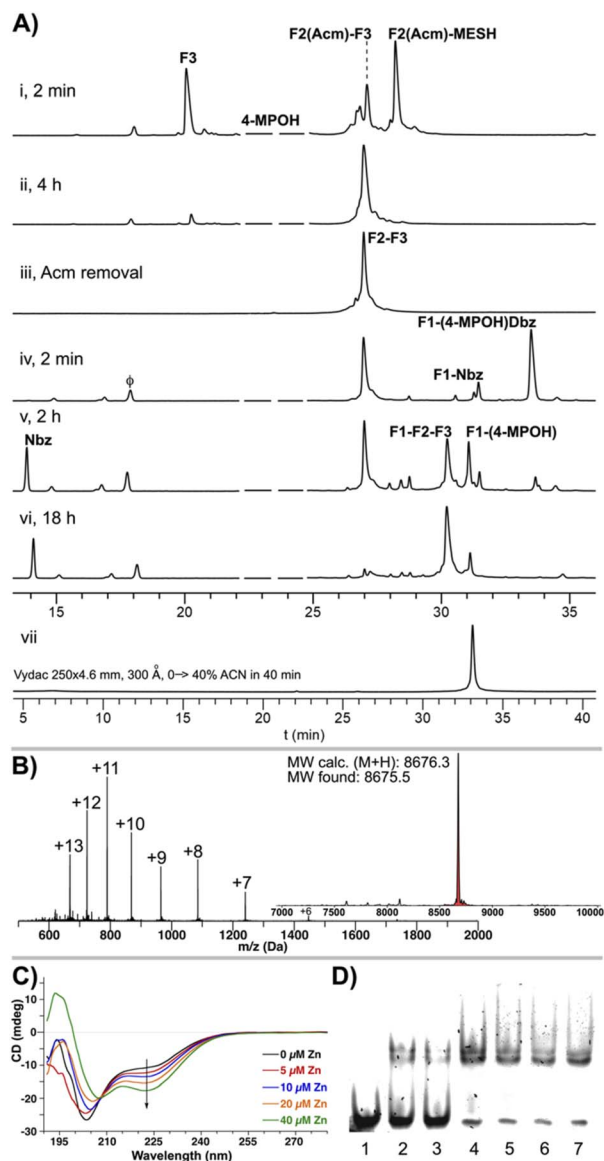 A)
F3
F2(Acm)-F3
F2(Acm)-MESH
i, 2 min
4-MPOH
ii, 4 h
F2-F3
iii, Acm removal
F1-(4-MPOH)Dbz
iv, 2 min
ϕ
F1-Nbz
v, 2 h
Nbz
F1-F2-F3
F1-(4-MPOH)
vi, 18 h
15 20 25 30 35
vii
Vydac 250x4.6 mm, 300 Å, 0-> 40% ACN in 40 min
5 10 15 20 25 30 35 40
t (min)
B)
MW calc. (M+H): 8676.3
MW found: 8675.5
+13 +12 +11 +10 +9 +8 +7
7000 +6 7500 8000 8500 9000 9500 10000
600 800 1000 1200 1400 1600 1800 2000
m/z (Da)
C)
CD (mdeg)
10
0
-10
-20
-30
0 µM Zn
5 µM Zn
10 µM Zn
20 µM Zn
40 µM Zn
195 210 225 240 255 270
Wavelength (nm)
D)
1 2 3 4 5 6 7